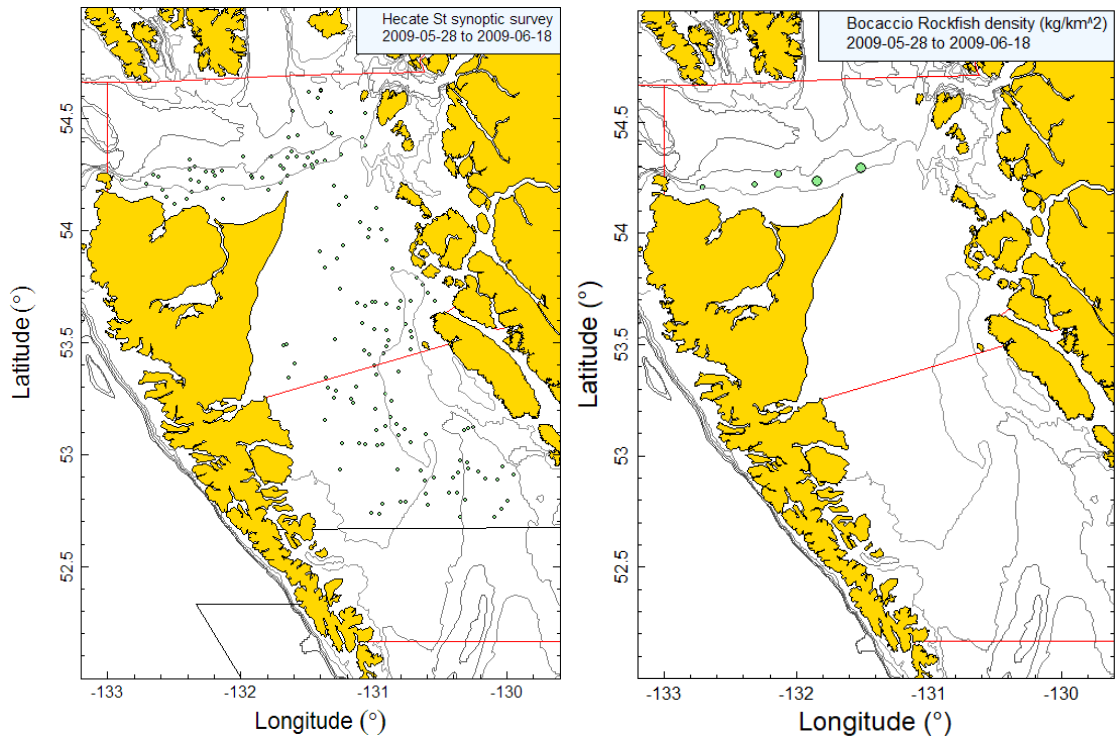 Hecate St synoptic survey
2009-05-28 to 2009-06-18
54.5
54
53.5
53
52.5
Latitude (°)
-133
-132
-131
-130
Longitude (°)
Bocaccio Rockfish density (kg/km^2)
2009-05-28 to 2009-06-18
54.5
54
53.5
53
52.5
Latitude (°)
-133
-132
-131
-130
Longitude (°)